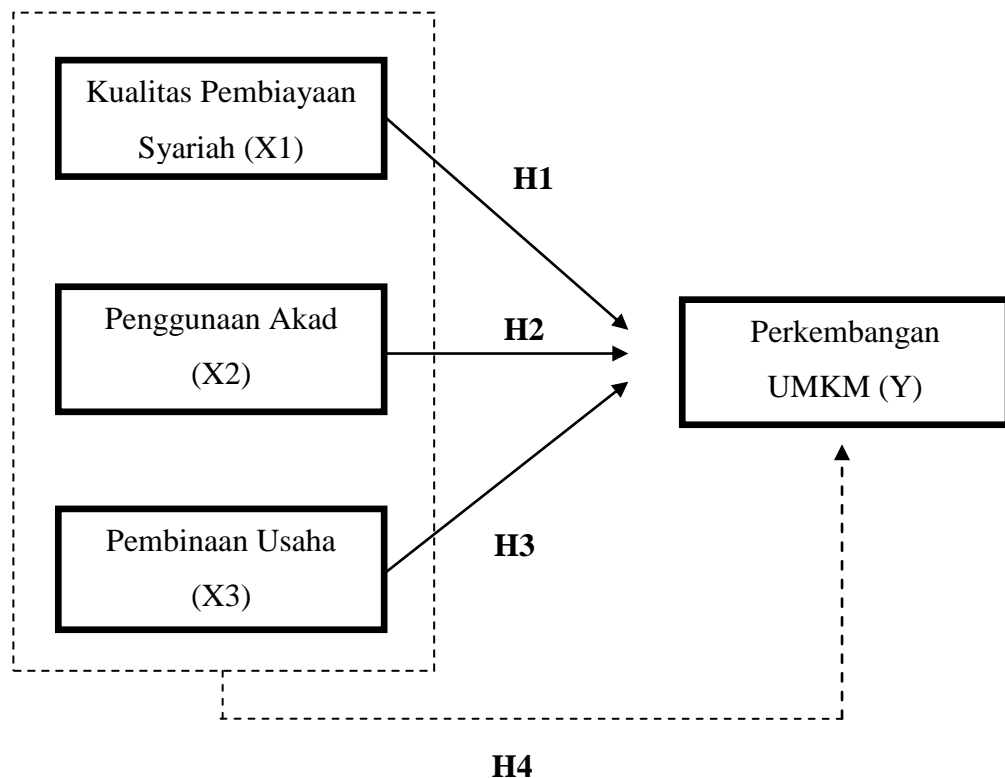 Kualitas Pembiayaan
Syariah (X1)
H1
Penggunaan Akad
(X2)
H2
Perkembangan
UMKM (Y)
Pembinaan Usaha
(X3)
H3
H4